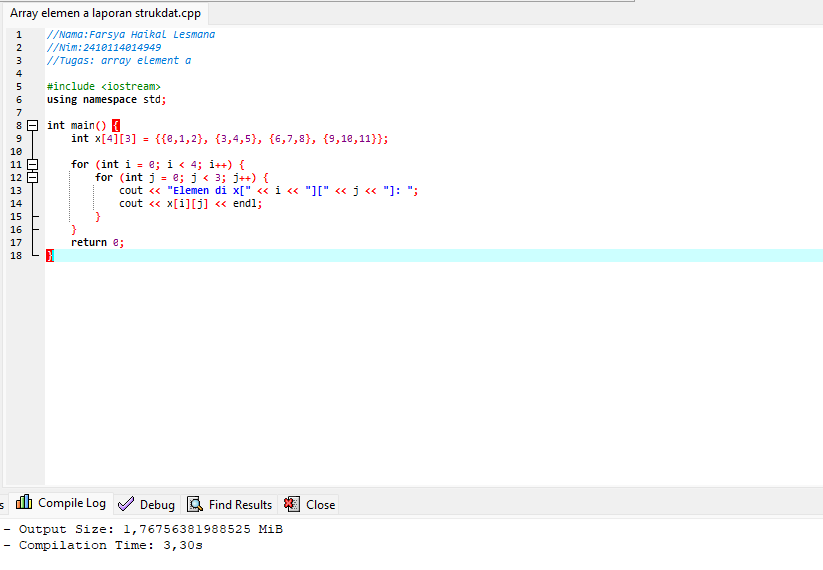 Array elemen a laporan strukdat.cpp
1 //Nama:Farsya Haikal Lesmana
2 //Nim:2410114014949
3 //Tugas: array element a
4
5 #include <iostream>
6 using namespace std;
7
8 int main() {
9     int x[4][3] = {{0,1,2}, {3,4,5}, {6,7,8}, {9,10,11}};
10
11     for (int i = 0; i < 4; i++) {
12         for (int j = 0; j < 3; j++) {
13             cout << "Elemen di x[" << i << "][" << j << "]: ";
14             cout << x[i][j] << endl;
15         }
16     }
17     return 0;
18 }
s Compile Log Debug Find Results Close
- Output Size: 1,76756381988525 MiB
- Compilation Time: 3,30s